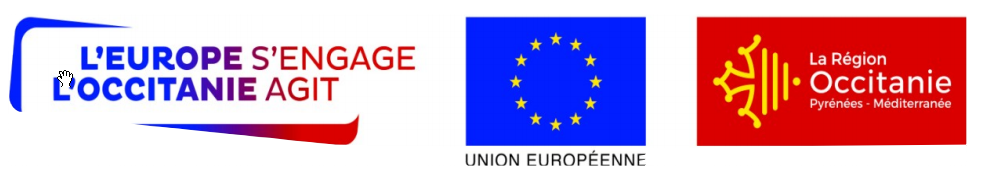 L'EUROPE S'ENGAGE
L'OCCITANIE AGIT
UNION EUROPÉENNE
La Région
Occitanie
Pyrénées - Méditerranée